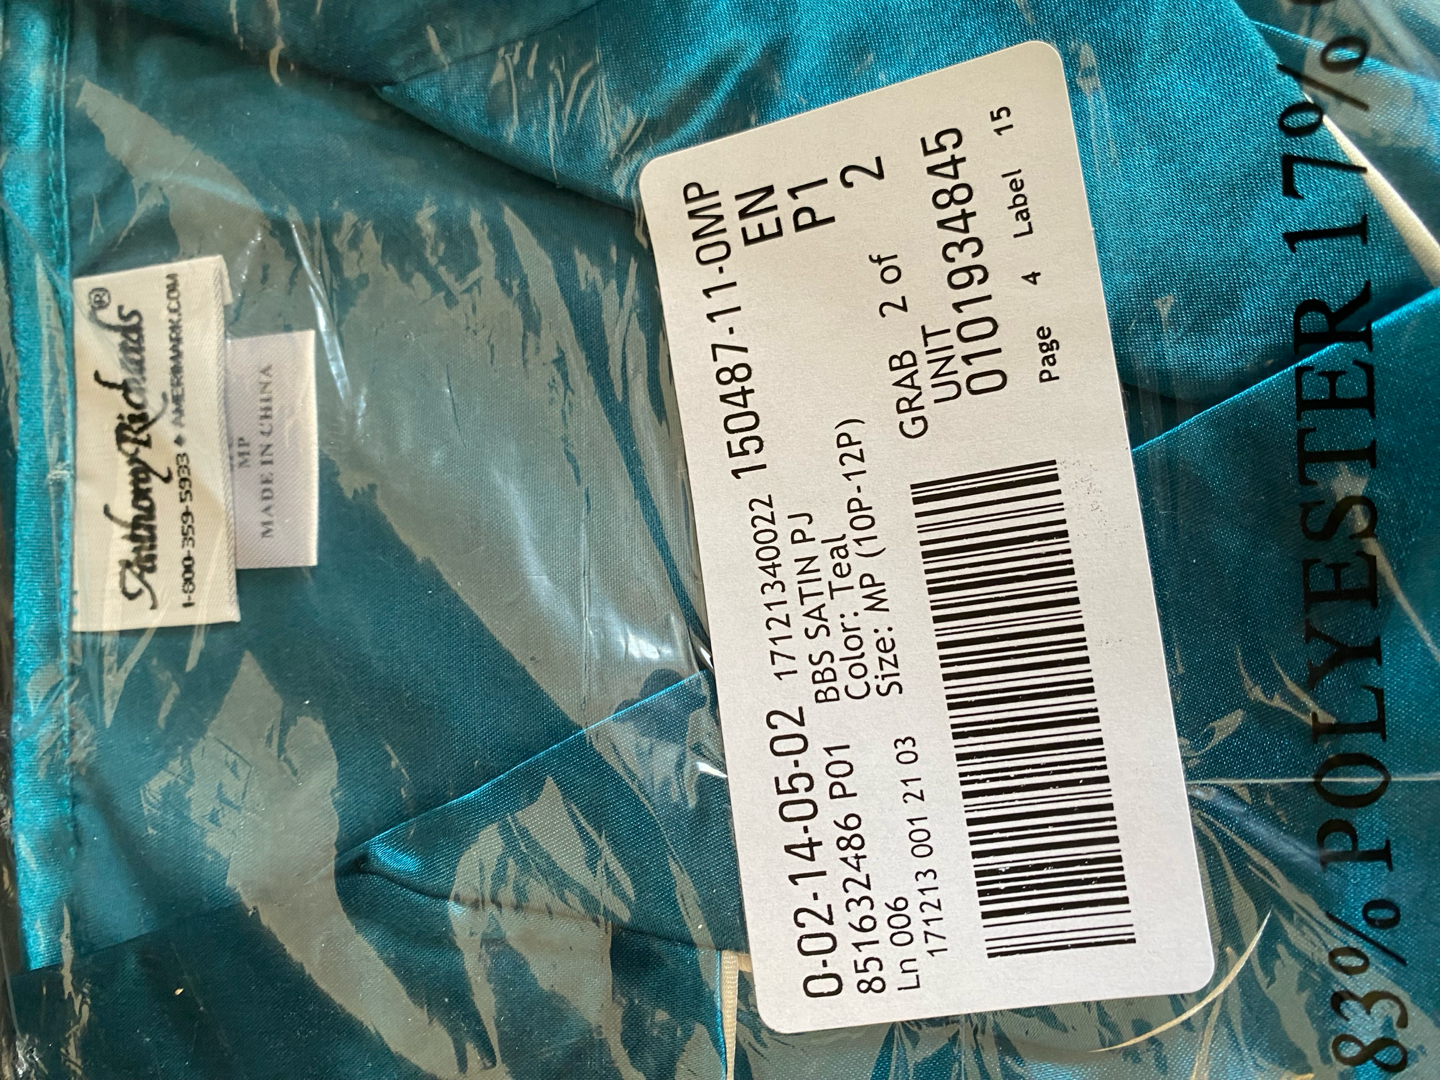 Anthony Richards®
1-800-359-5933 ♦ AMERIMARK.COM
MP
MADE IN CHINA
0-02-14-05-02 17121340022 150487-11-0MP
851632486 P01 BBS SATIN PJ EN
Ln 006 Color: Teal P1
171213 001 21 03 Size: MP (10P-12P)
GRAB 2 of 2
UNIT
0101934845
Page 4 Label 15
83% POLYESTER 17%